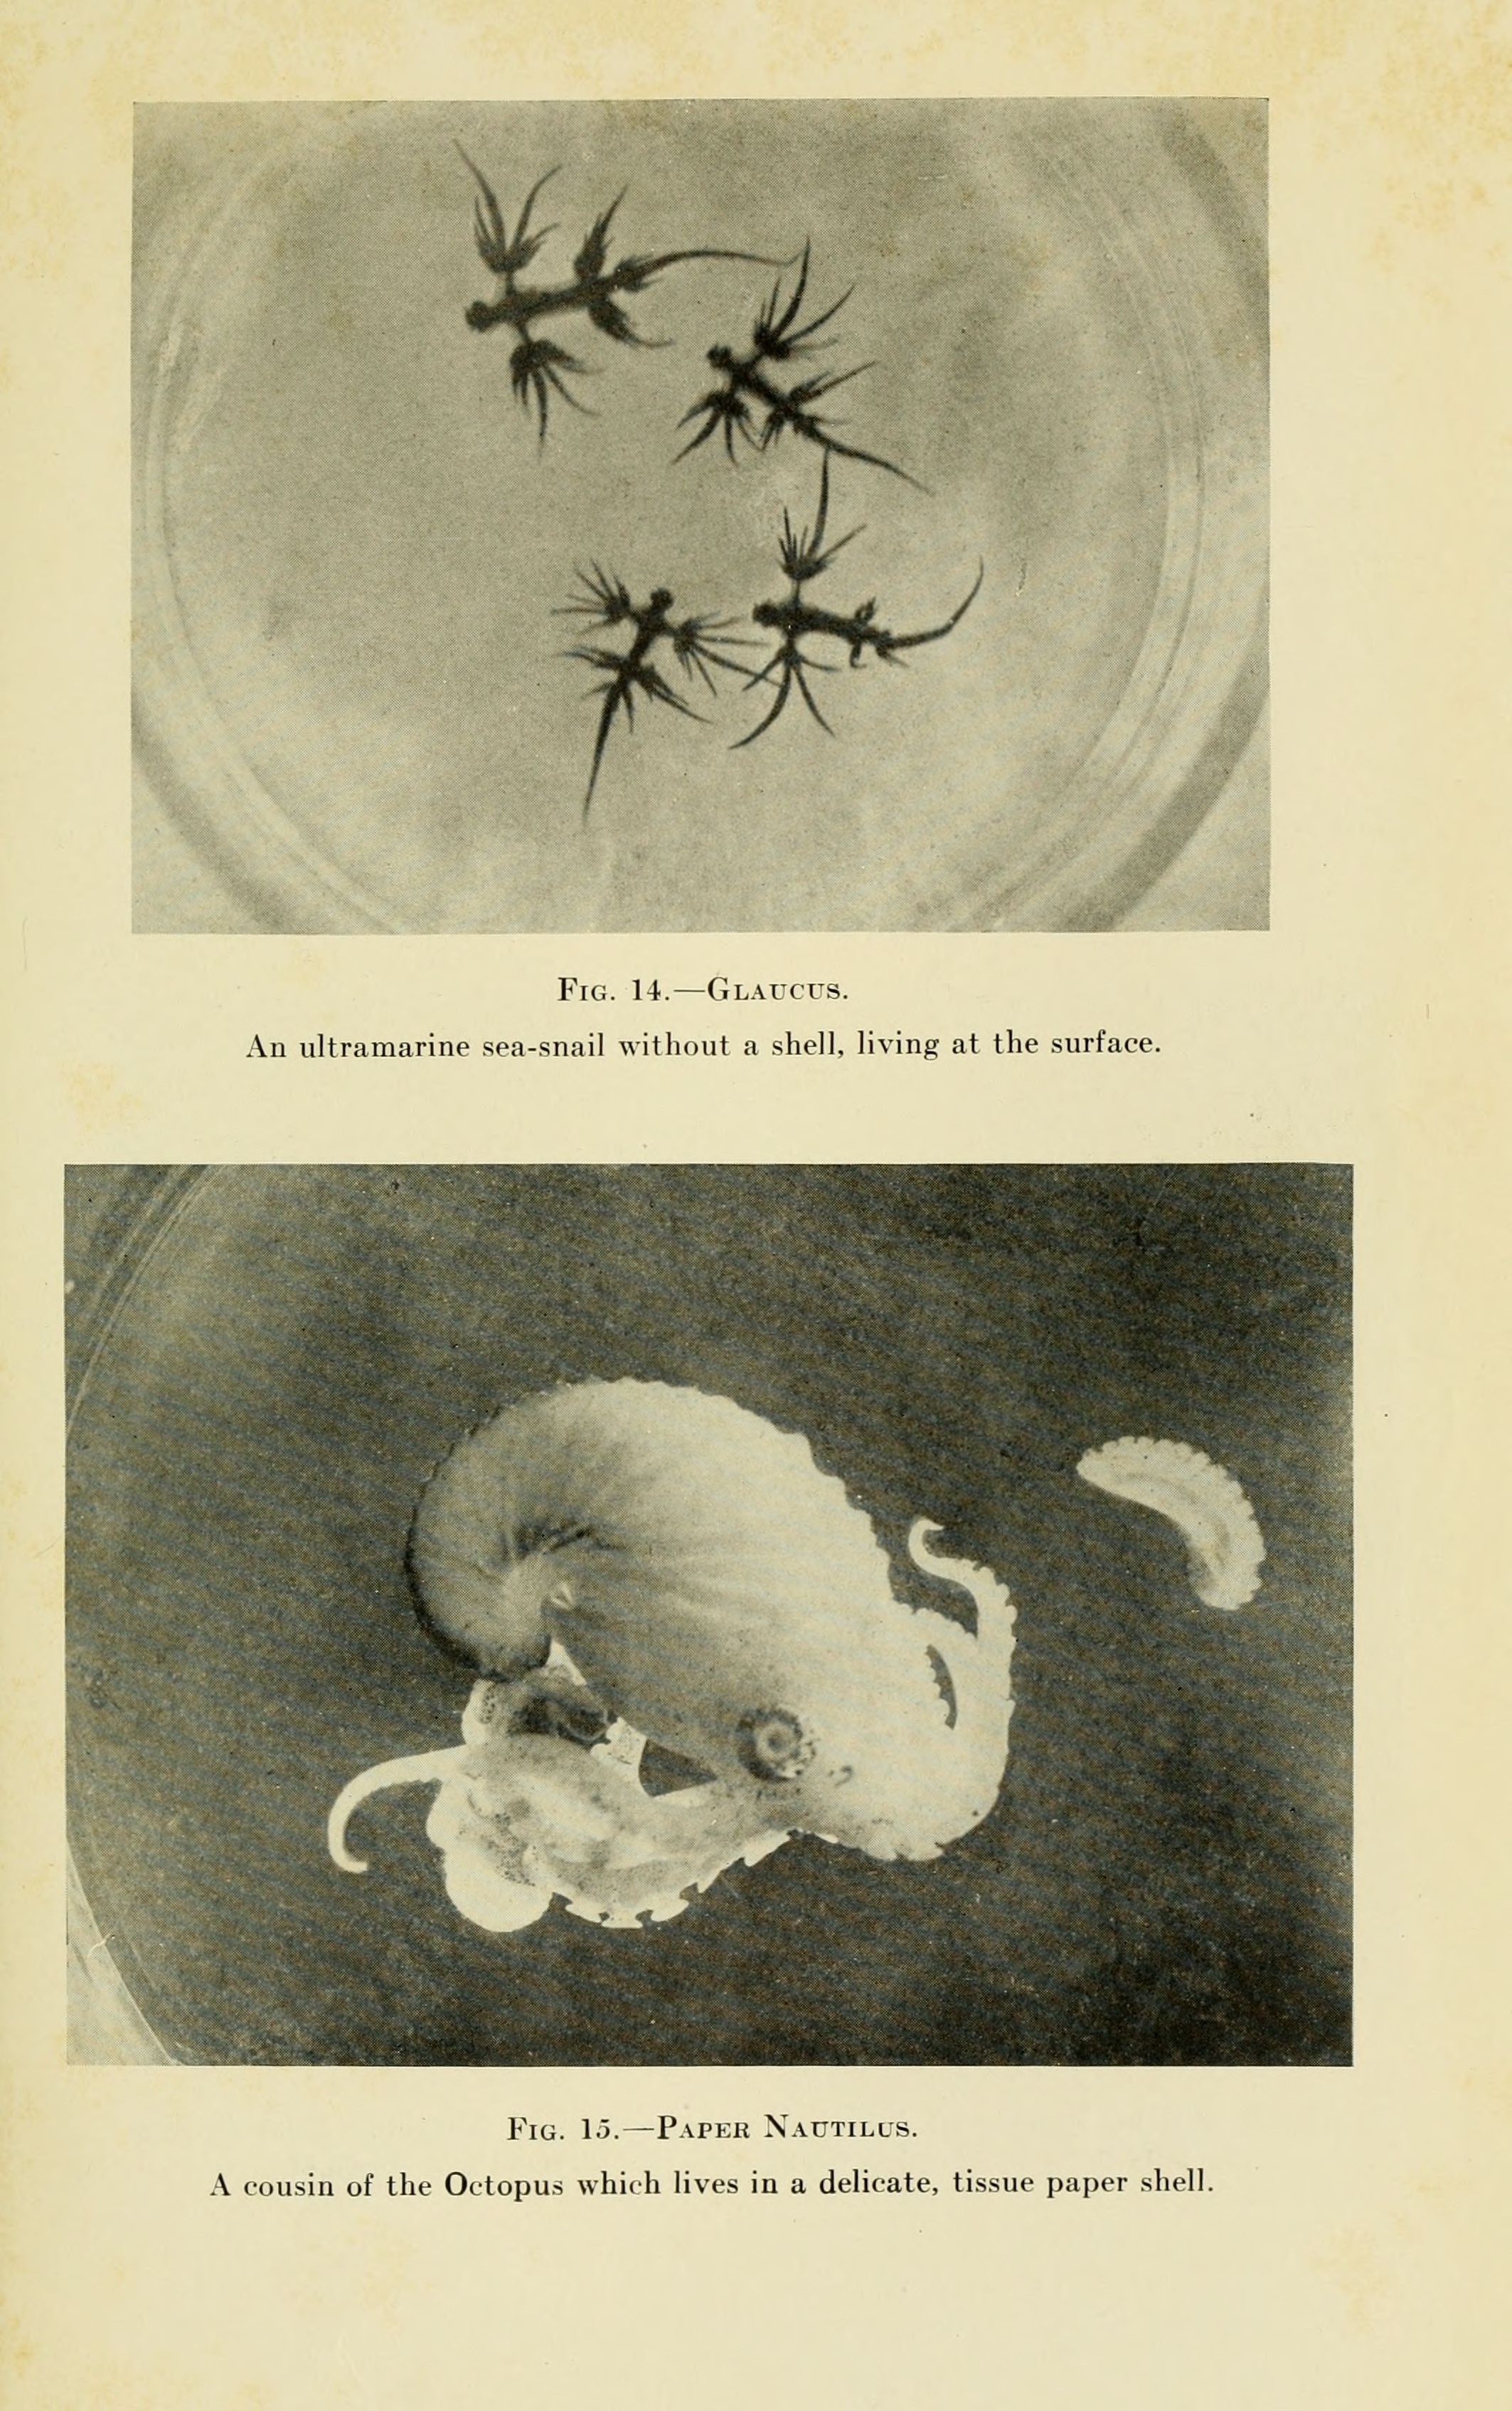 Fig. 14.—Glaucus.
An ultramarine sea-snail without a shell, living at the surface.
Fig. 15.—Paper Nautilus.
A cousin of the Octopus which lives in a delicate, tissue paper shell.